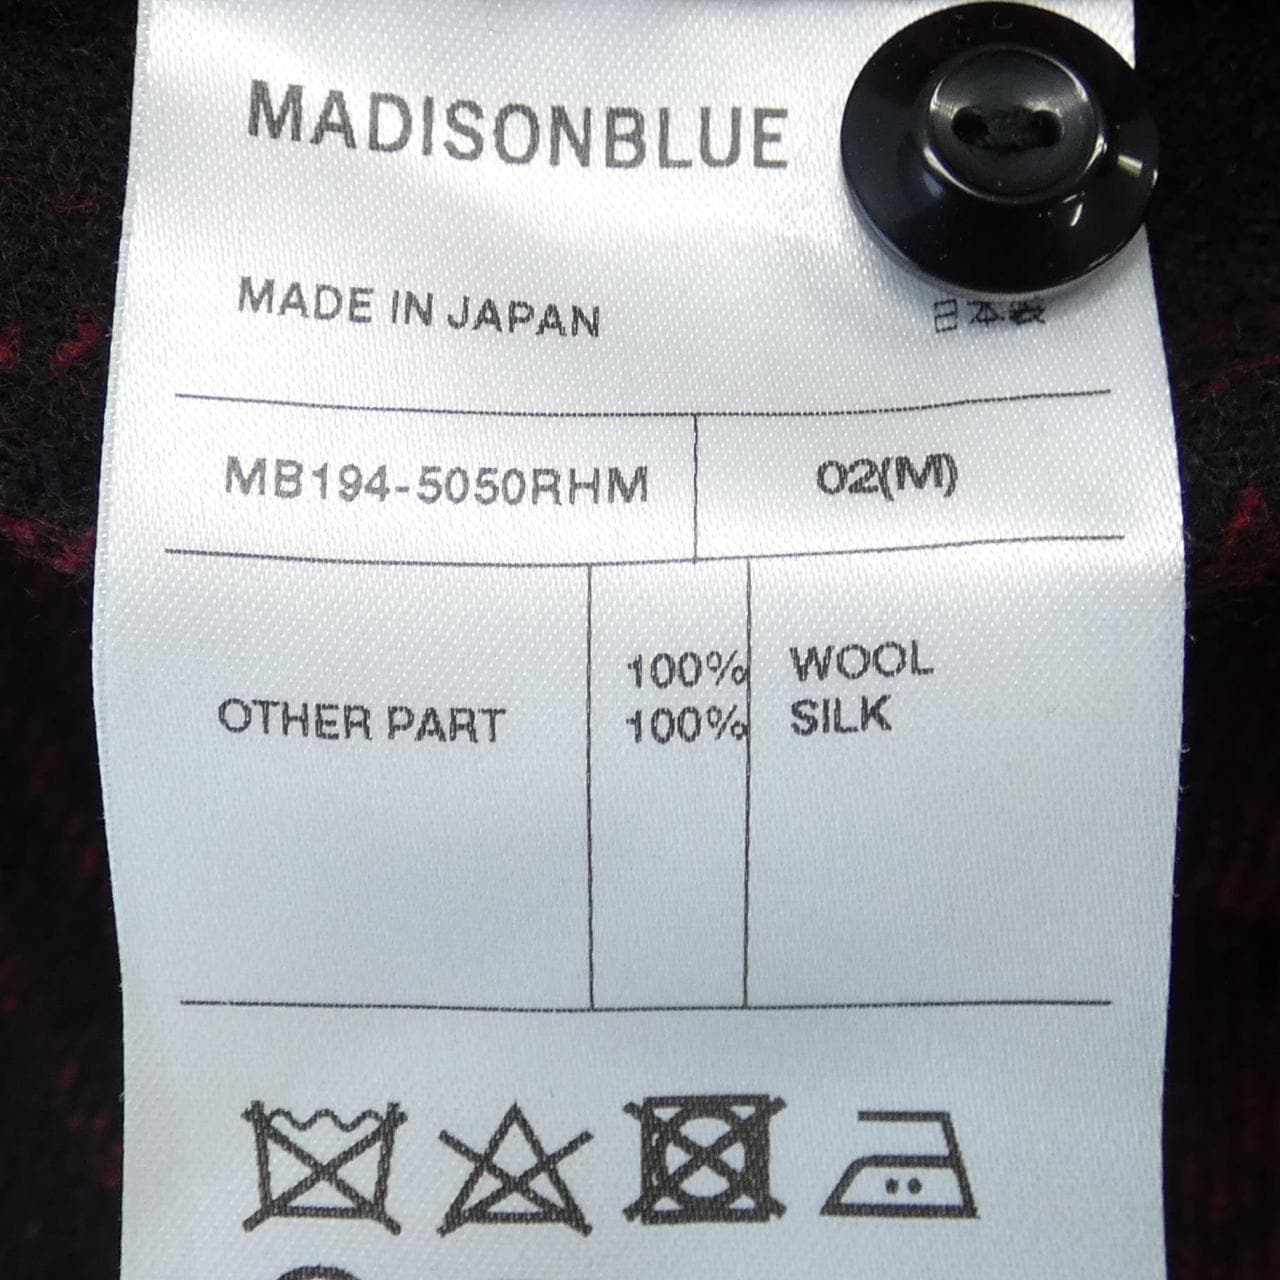 MADISONBLUE
MADE IN JAPAN 日本製
MB194-5050RHM 02(M)
100% WOOL
OTHER PART 100% SILK